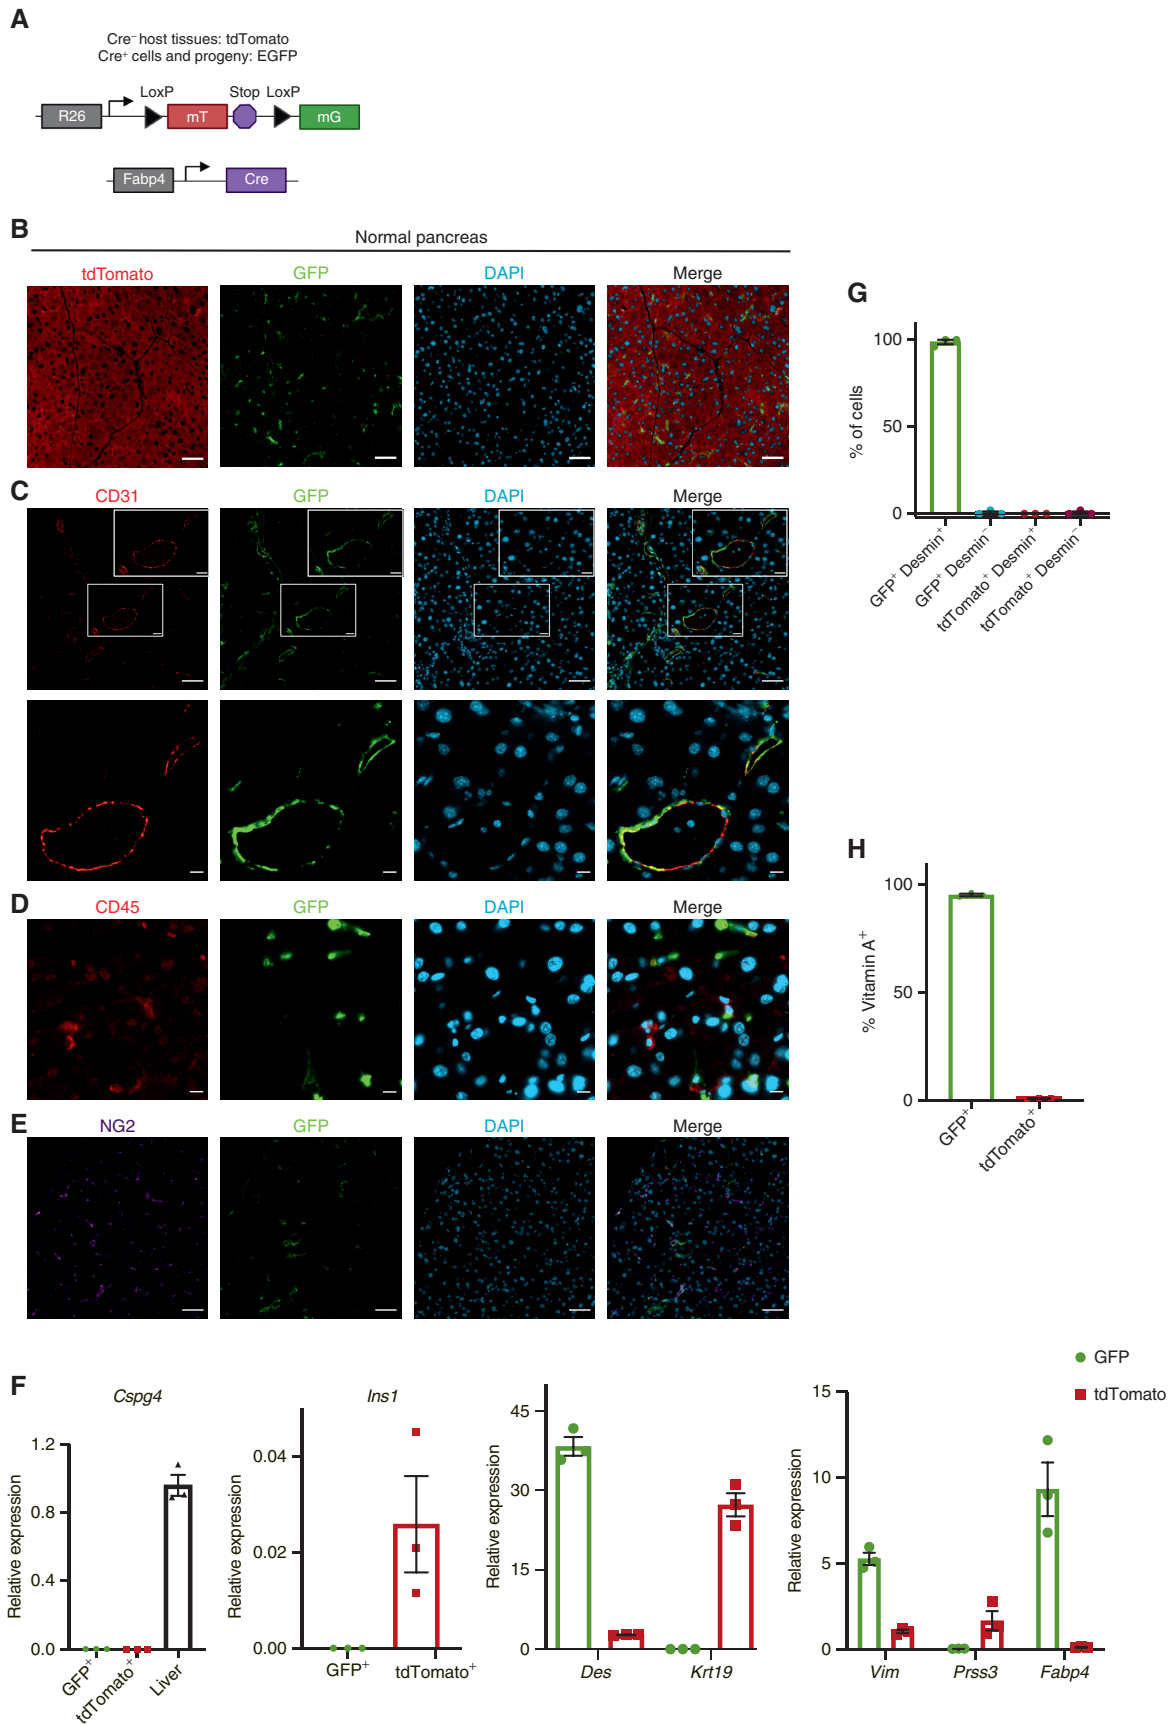 A
Cre⁻ host tissues: tdTomato
Cre⁺ cells and progeny: EGFP
LoxP Stop LoxP
R26 mT mG
Fabp4 Cre
B
Normal pancreas
tdTomato GFP DAPI Merge
C
CD31 GFP DAPI Merge
D
CD45 GFP DAPI Merge
E
NG2 GFP DAPI Merge
F
Cspg4
Relative expression
1.2
0.8
0.4
0.0
GFP⁺
tdTomato⁺
Liver
Ins1
Relative expression
0.04
0.02
0.00
GFP⁺ tdTomato⁺
Relative expression
45
30
15
0
Des Krt19
Relative expression
15
10
5
0
Vim Prss3 Fabp4
GFP
tdTomato
G
% of cells
100
50
0
GFP⁺ Desmin⁺
GFP⁺ Desmin⁻
tdTomato⁺ Desmin⁺
tdTomato⁺ Desmin⁻
H
% Vitamin A⁺
100
50
0
GFP⁺
tdTomato⁺